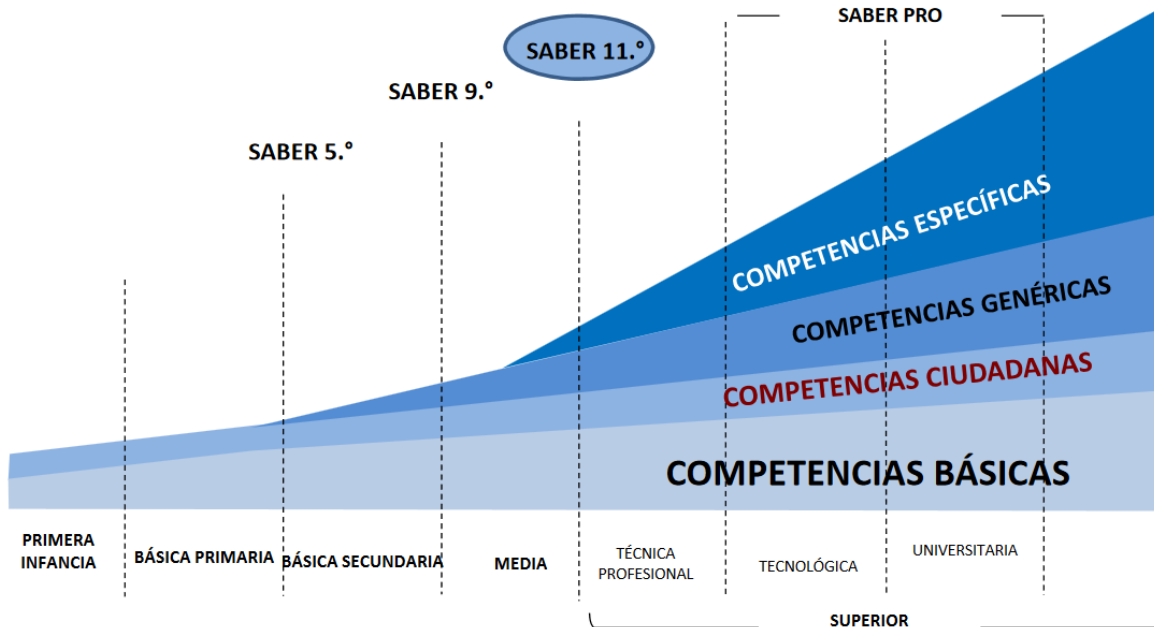 SABER PRO
SABER 11.°
SABER 9.°
SABER 5.°
COMPETENCIAS ESPECÍFICAS
COMPETENCIAS GENÉRICAS
COMPETENCIAS CIUDADANAS
COMPETENCIAS BÁSICAS
PRIMERA
INFANCIA
BÁSICA PRIMARIA
BÁSICA SECUNDARIA
MEDIA
TÉCNICA
PROFESIONAL
TECNOLÓGICA
UNIVERSITARIA
SUPERIOR